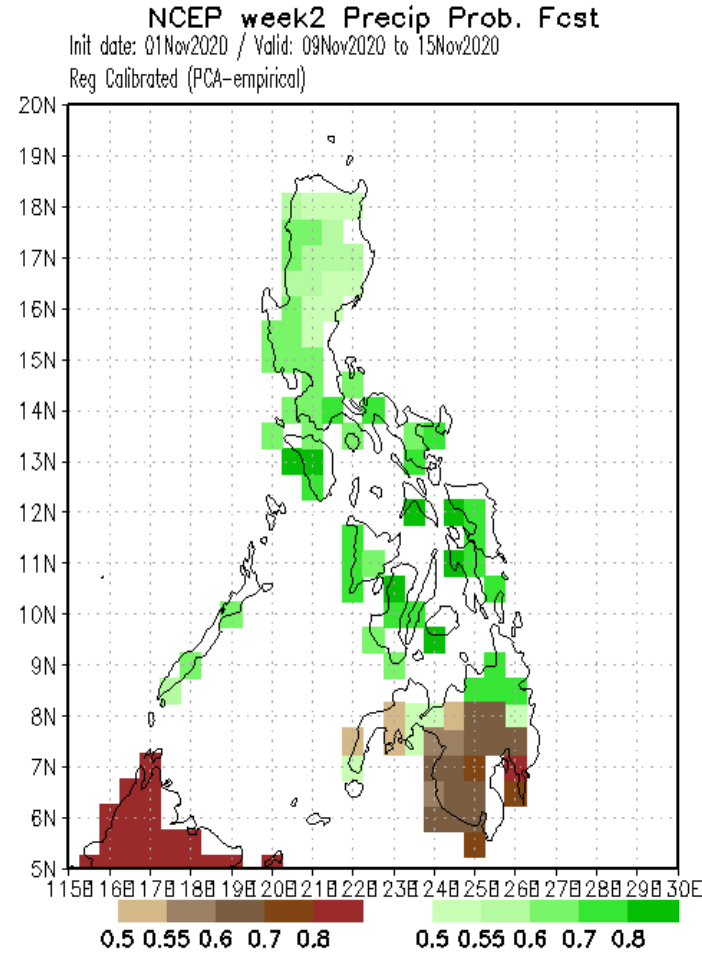 NCEP week2 Precip Prob. Fcst
Init date: 01Nov2020 / Valid: 09Nov2020 to 15Nov2020
Reg Calibrated (PCA-empirical)
20N
19N
18N
17N
16N
15N
14N
13N
12N
11N
10N
9N
8N
7N
6N
5N
115E 116E 117E 118E 119E 120E 121E 122E 123E 124E 125E 126E 127E 128E 129E 130E
0.5 0.55 0.6 0.7 0.8 0.5 0.55 0.6 0.7 0.8